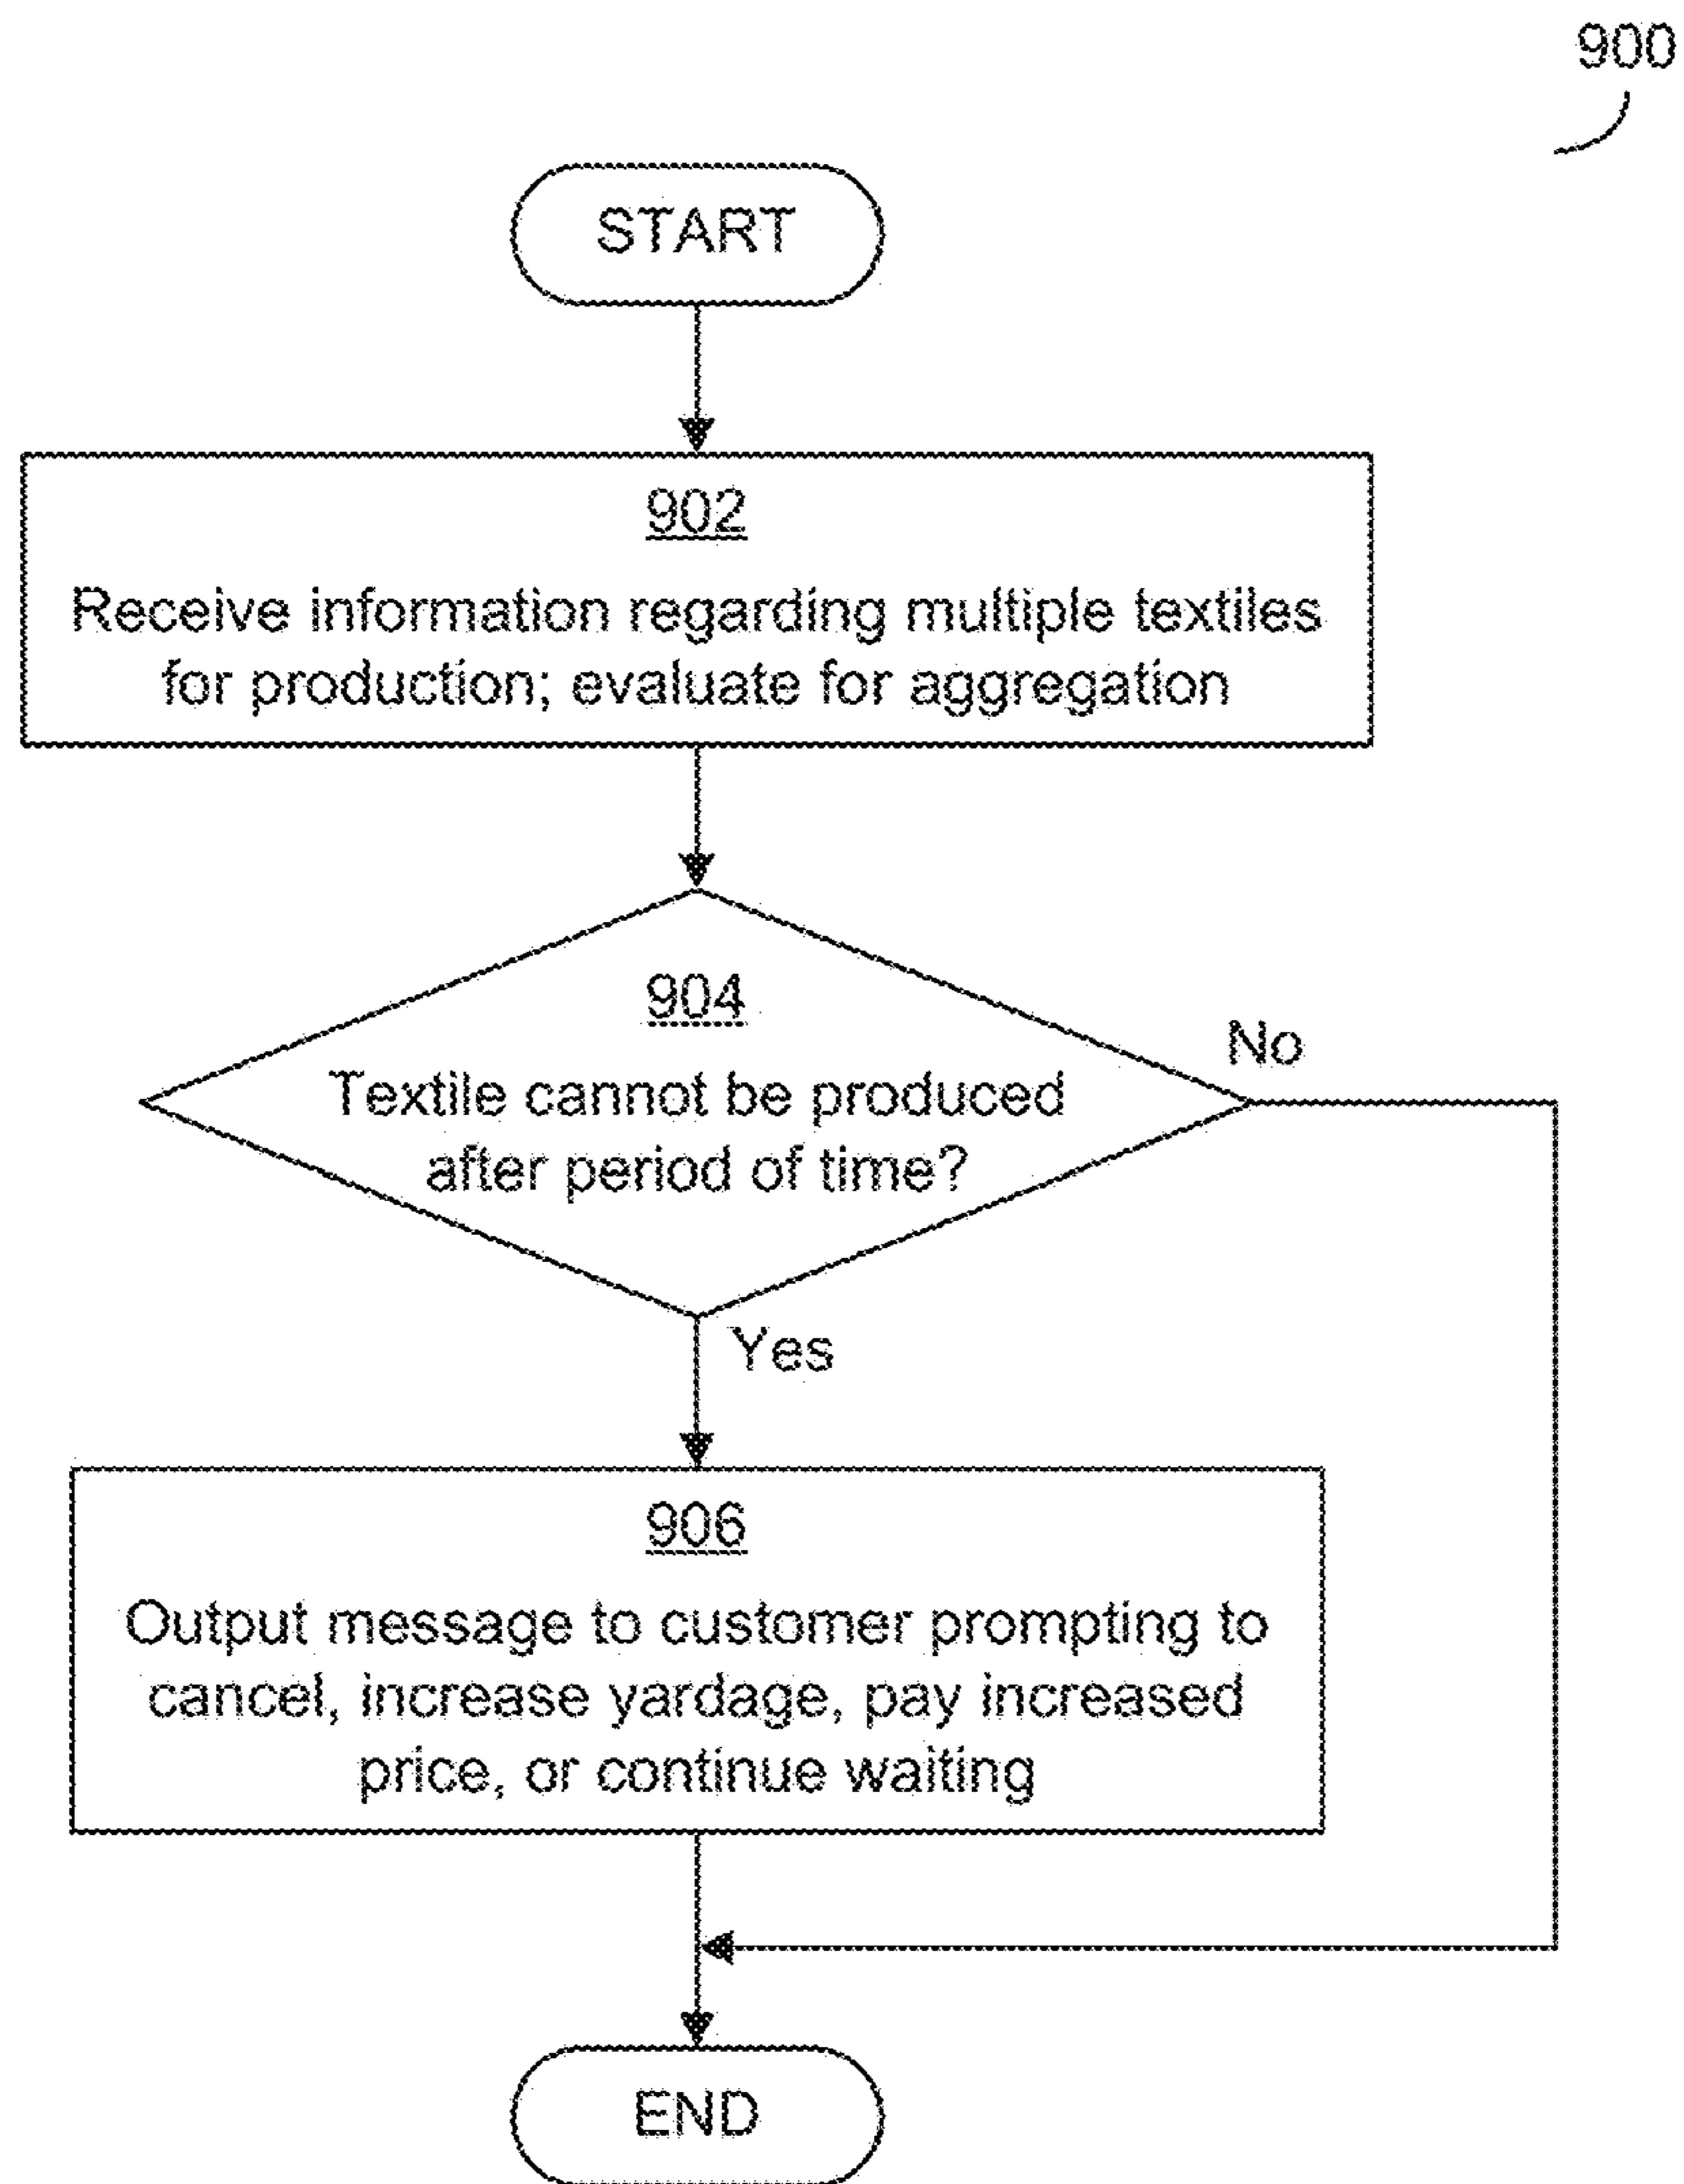 900
START
902
Receive information regarding multiple textiles
for production; evaluate for aggregation
904
No
Textile cannot be produced
after period of time?
Yes
906
Output message to customer prompting to
cancel, increase yardage, pay increased
price, or continue waiting
END